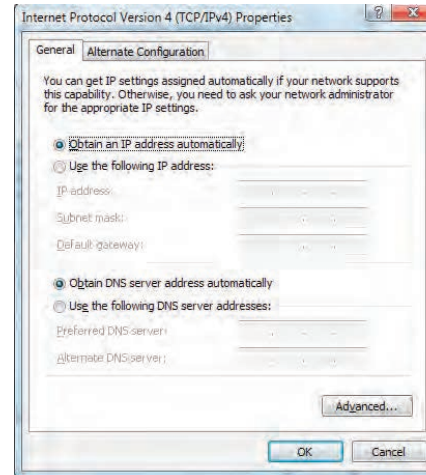 Internet Protocol Version 4 (TCP/IPv4) Properties
?
X
General
Alternate Configuration
You can get IP settings assigned automatically if your network supports
this capability. Otherwise, you need to ask your network administrator
for the appropriate IP settings.
Obtain an IP address automatically
Use the following IP address:
IP address:
Subnet mask:
Default gateway:
Obtain DNS server address automatically
Use the following DNS server addresses:
Preferred DNS server:
Alternate DNS server:
Advanced...
OK
Cancel